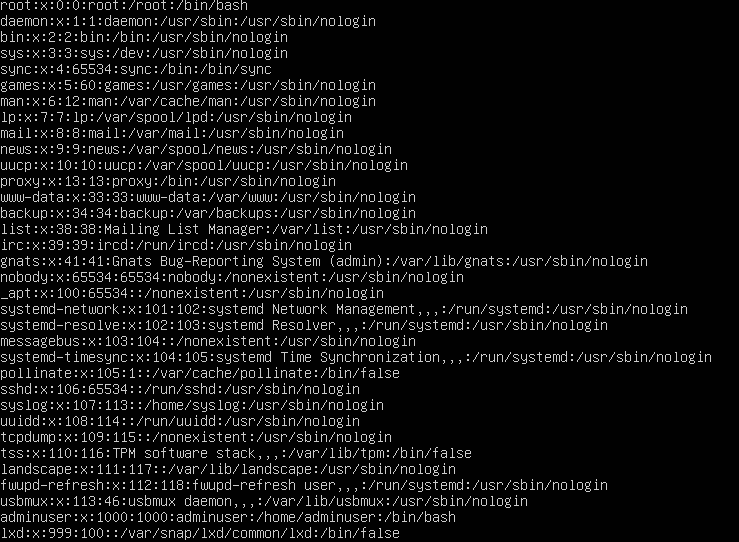 root:x:0:0:root:/root:/bin/bash
daemon:x:1:1:daemon:/usr/sbin:/usr/sbin/nologin
bin:x:2:2:bin:/bin:/usr/sbin/nologin
sys:x:3:3:sys:/dev:/usr/sbin/nologin
sync:x:4:65534:sync:/bin:/bin/sync
games:x:5:60:games:/usr/games:/usr/sbin/nologin
man:x:6:12:man:/var/cache/man:/usr/sbin/nologin
lp:x:7:7:lp:/var/spool/lpd:/usr/sbin/nologin
mail:x:8:8:mail:/var/mail:/usr/sbin/nologin
news:x:9:9:news:/var/spool/news:/usr/sbin/nologin
uucp:x:10:10:uucp:/var/spool/uucp:/usr/sbin/nologin
proxy:x:13:13:proxy:/bin:/usr/sbin/nologin
www-data:x:33:33:www-data:/var/www:/usr/sbin/nologin
backup:x:34:34:backup:/var/backups:/usr/sbin/nologin
list:x:38:38:Mailing List Manager:/var/list:/usr/sbin/nologin
irc:x:39:39:ircd:/run/ircd:/usr/sbin/nologin
gnats:x:41:41:Gnats Bug-Reporting System (admin):/var/lib/gnats:/usr/sbin/nologin
nobody:x:65534:65534:nobody:/nonexistent:/usr/sbin/nologin
_apt:x:100:65534::/nonexistent:/usr/sbin/nologin
systemd-network:x:101:102:systemd Network Management,,,:/run/systemd:/usr/sbin/nologin
systemd-resolve:x:102:103:systemd Resolver,,,:/run/systemd:/usr/sbin/nologin
messagebus:x:103:104::/nonexistent:/usr/sbin/nologin
systemd-timesync:x:104:105:systemd Time Synchronization,,,:/run/systemd:/usr/sbin/nologin
pollinate:x:105:1::/var/cache/pollinate:/bin/false
sshd:x:106:65534::/run/sshd:/usr/sbin/nologin
syslog:x:107:113::/home/syslog:/usr/sbin/nologin
uuidd:x:108:114::/run/uuidd:/usr/sbin/nologin
tcpdump:x:109:115::/nonexistent:/usr/sbin/nologin
tss:x:110:116:TPM software stack,,,:/var/lib/tpm:/bin/false
landscape:x:111:117::/var/lib/landscape:/usr/sbin/nologin
fwupd-refresh:x:112:118:fwupd-refresh user,,,:/run/systemd:/usr/sbin/nologin
usbmux:x:113:46:usbmux daemon,,,:/var/lib/usbmux:/usr/sbin/nologin
adminuser:x:1000:1000:adminuser:/home/adminuser:/bin/bash
lxd:x:999:100::/var/snap/lxd/common/lxd:/bin/false